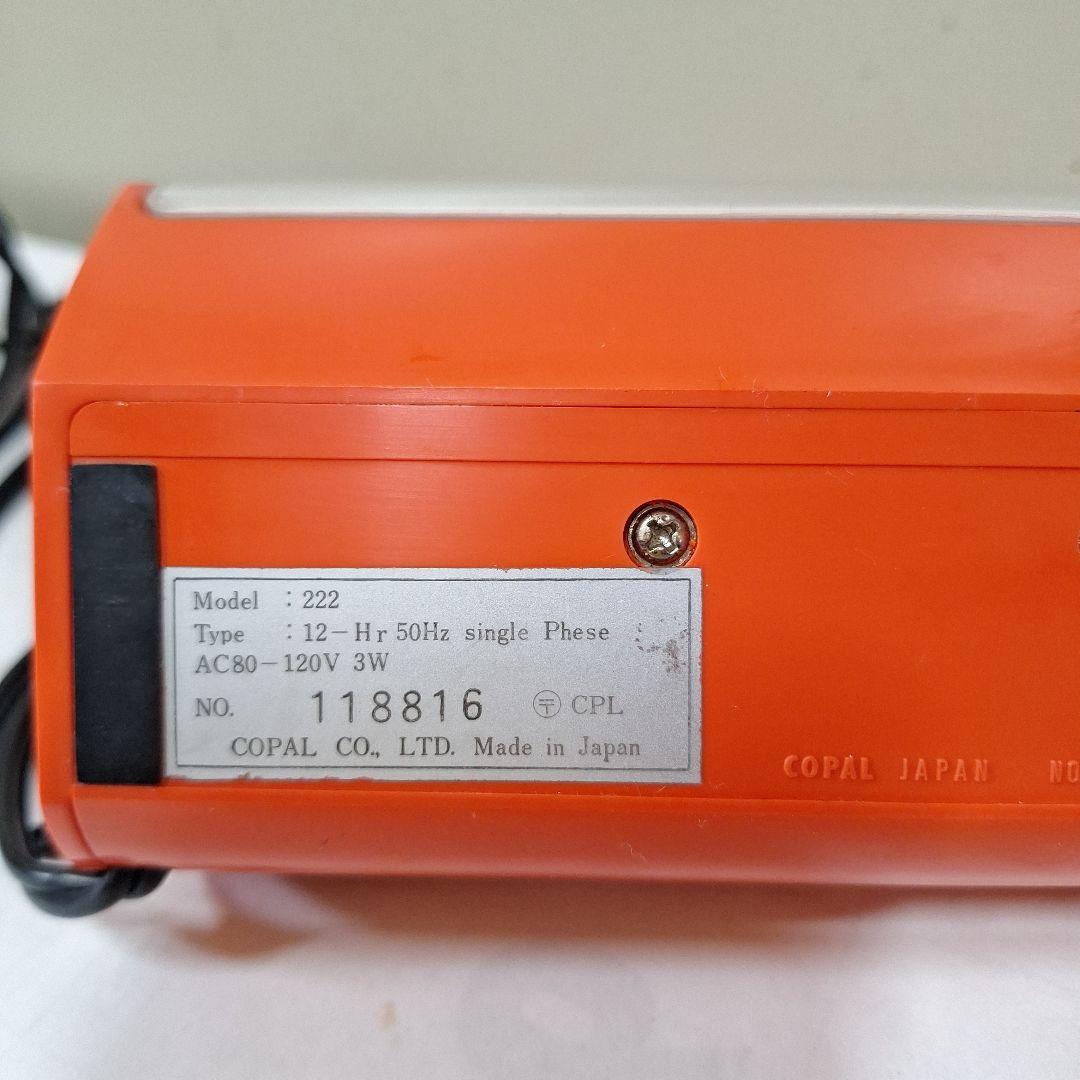 Model : 222
Type : 12-Hr 50Hz single Phese
AC80-120V 3W
NO. 118816 〶 CPL
COPAL CO., LTD. Made in Japan
COPAL JAPAN NO